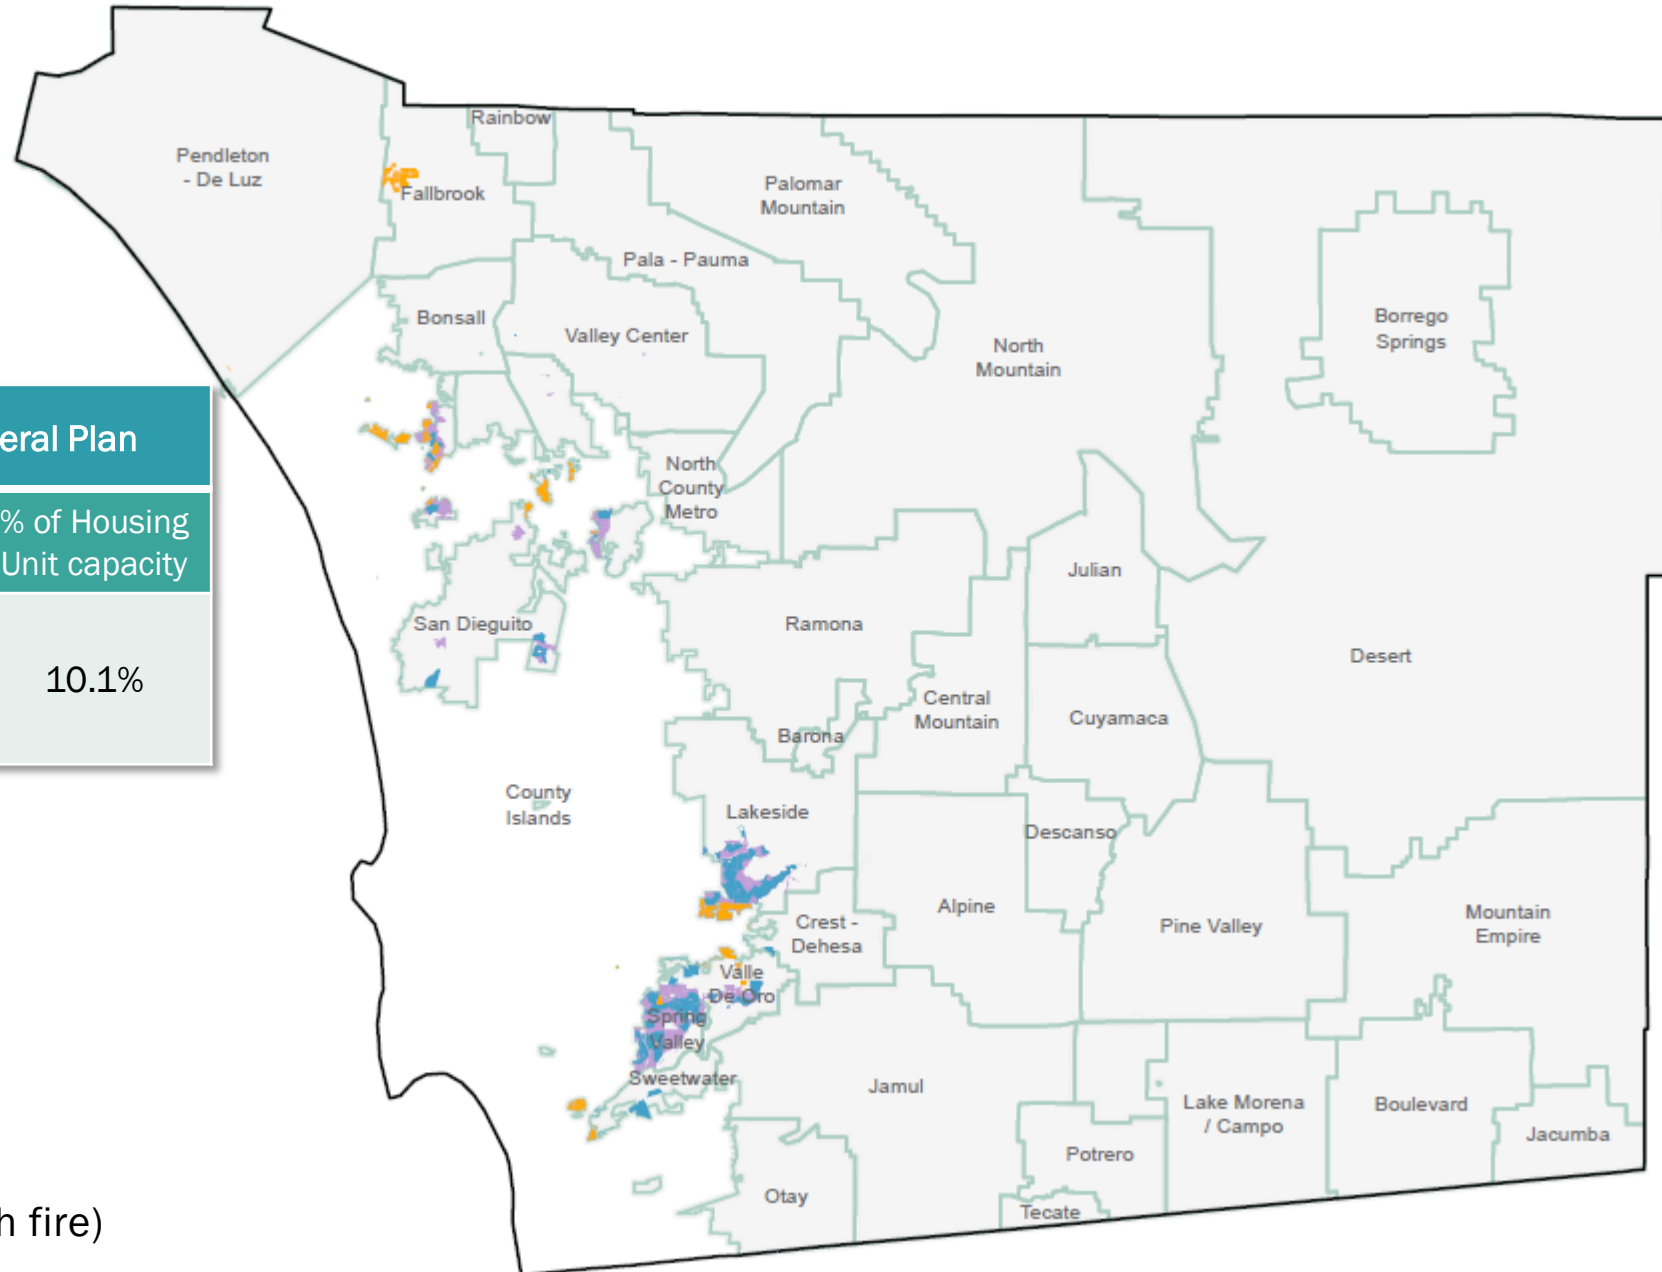 Rainbow
Pendleton
- De Luz
Fallbrook
Palomar
Mountain
Pala - Pauma
Bonsall
Valley Center
North
Mountain
Borrego
Springs
eral Plan
% of Housing
Unit capacity
10.1%
North
County
Metro
Julian
San Dieguito
Ramona
Desert
Central
Mountain
Cuyamaca
Barona
County
Islands
Lakeside
Descanso
Alpine
Crest -
Dehesa
Pine Valley
Mountain
Empire
Valle
De Oro
Spring
Valley
Sweetwater
Jamul
Lake Morena
/ Campo
Boulevard
Jacumba
Potrero
Otay
Tecate
h fire)